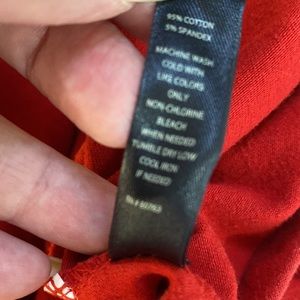 95% COTTON
5% SPANDEX
MACHINE WASH
COLD WITH
LIKE COLORS
ONLY
NON-CHLORINE
BLEACH
WHEN NEEDED
TUMBLE DRY LOW
COOL IRON
IF NEEDED